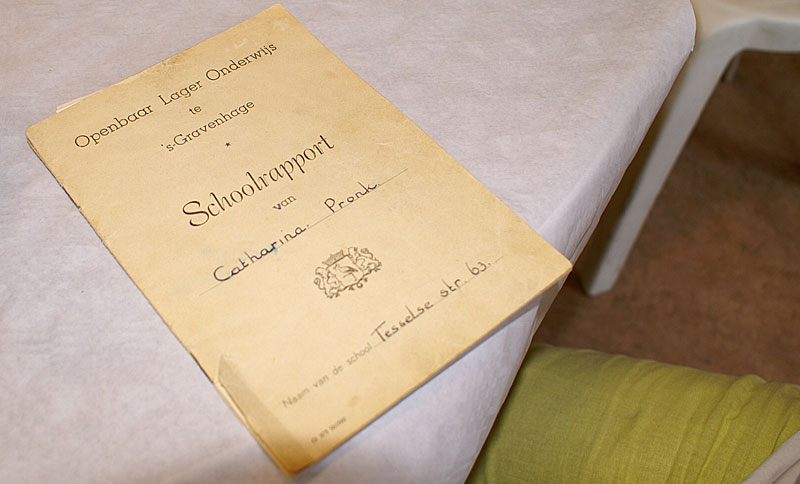 Openbaar Lager Onderwijs
te
's-Gravenhage
*
Schoolrapport
van
Catharina. Pronk.
Naam van de school Tesselse str. 63.